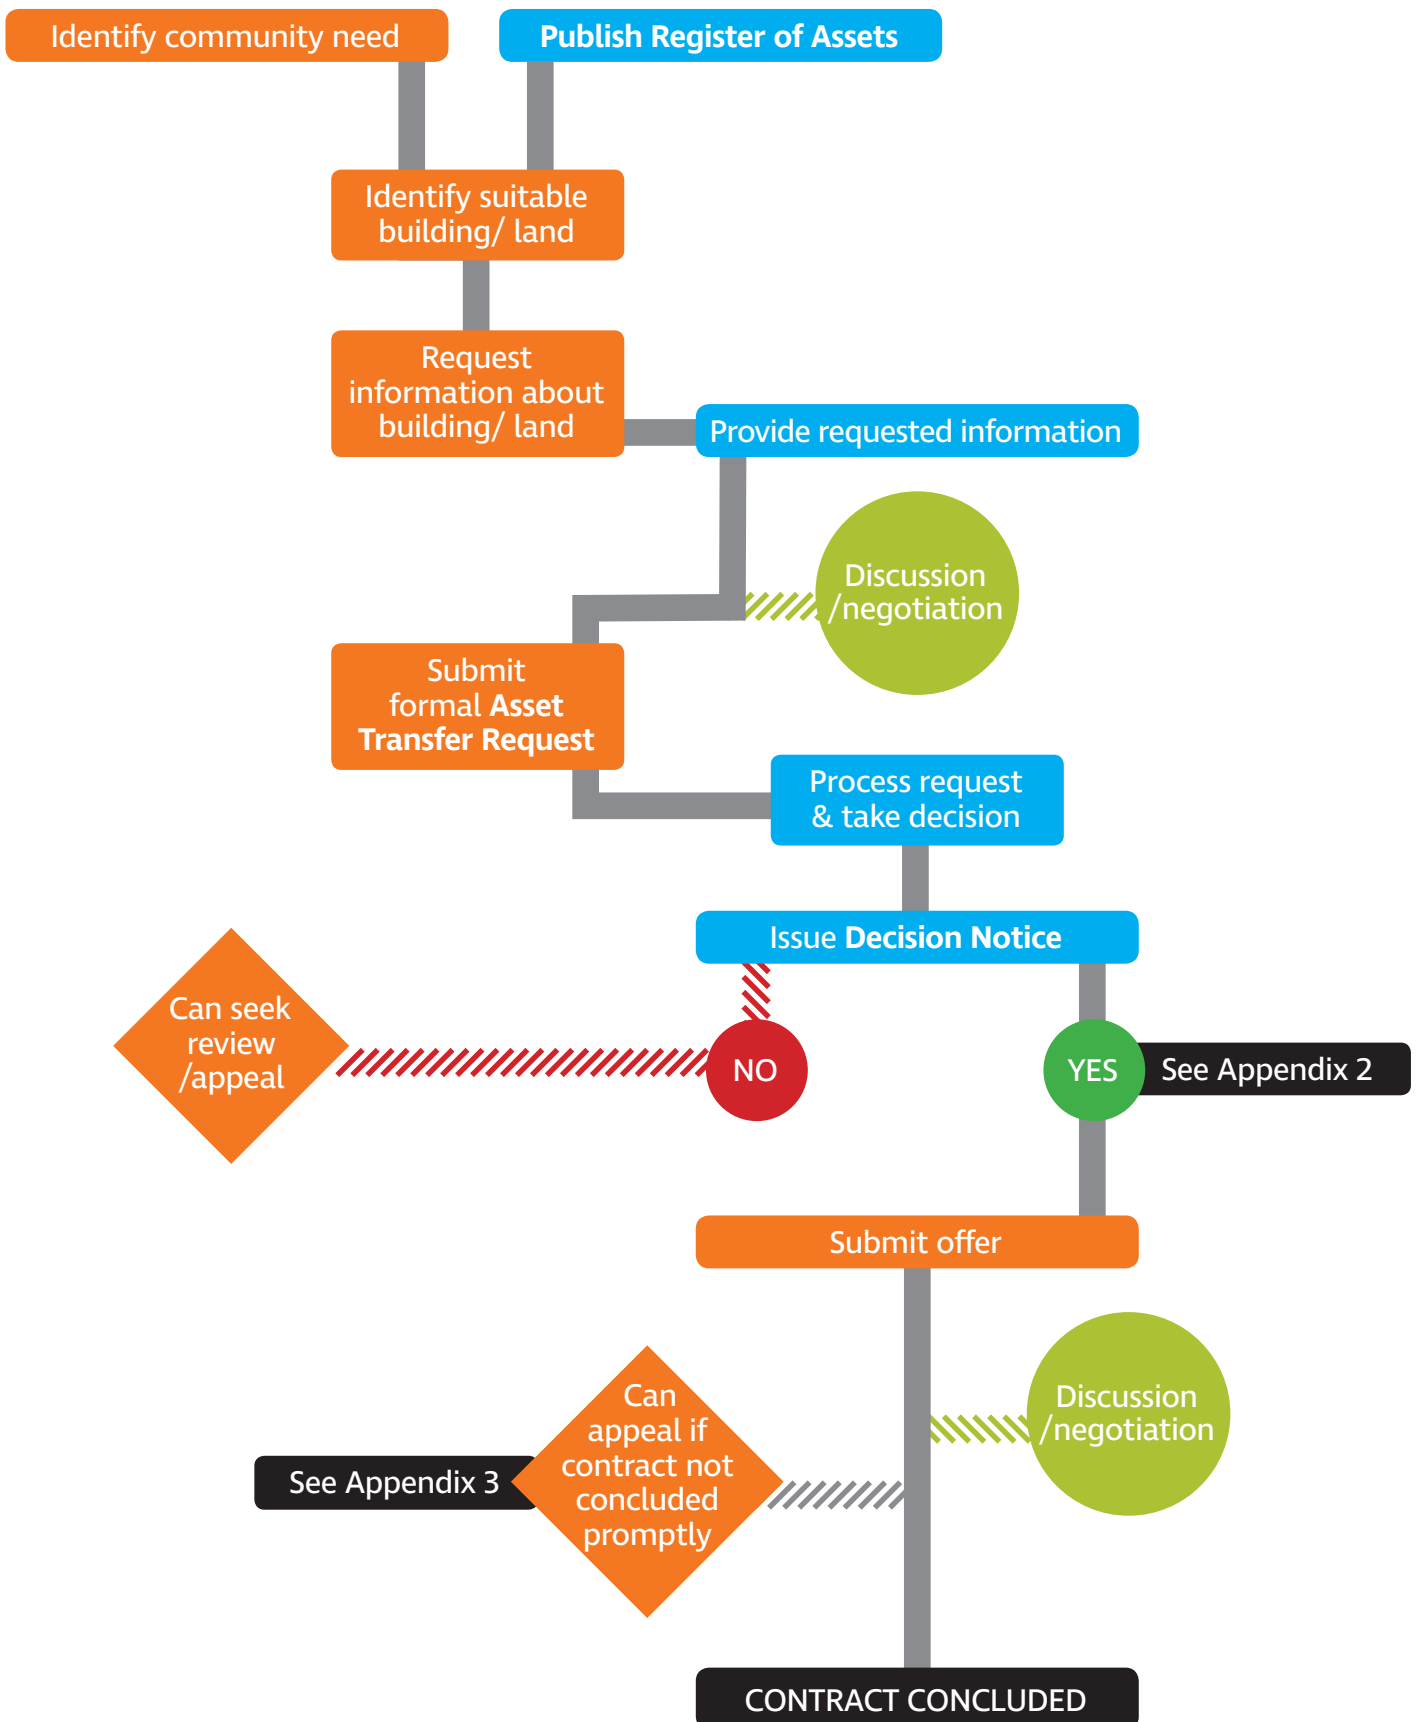 Identify community need
Publish Register of Assets
Identify suitable
building/ land
Request
information about
building/ land
Provide requested information
Discussion
/negotiation
Submit
formal Asset
Transfer Request
Process request
& take decision
Issue Decision Notice
Can seek
review
/appeal
NO
YES
See Appendix 2
Submit offer
Can
appeal if
contract not
concluded
promptly
Discussion
/negotiation
See Appendix 3
CONTRACT CONCLUDED